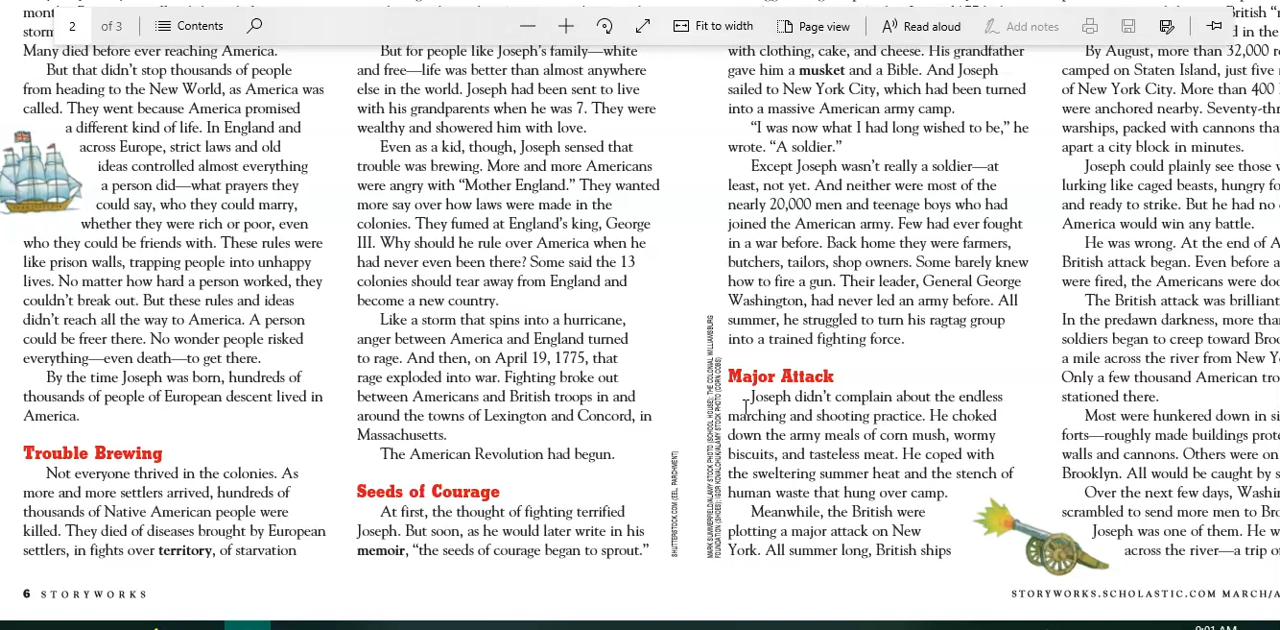 2 of 3
Contents
Fit to width
Page view
Read aloud
Add notes
Many died before ever reaching America.
But that didn't stop thousands of people
from heading to the New World, as America was
called. They went because America promised
a different kind of life. In England and
across Europe, strict laws and old
ideas controlled almost everything
a person did—what prayers they
could say, who they could marry,
whether they were rich or poor, even
who they could be friends with. These rules were
like prison walls, trapping people into unhappy
lives. No matter how hard a person worked, they
couldn't break out. But these rules and ideas
didn't reach all the way to America. A person
could be freer there. No wonder people risked
everything—even death—to get there.
By the time Joseph was born, hundreds of
thousands of people of European descent lived in
America.
Trouble Brewing
Not everyone thrived in the colonies. As
more and more settlers arrived, hundreds of
thousands of Native American people were
killed. They died of diseases brought by European
settlers, in fights over territory, of starvation
But for people like Joseph's family—white
and free—life was better than almost anywhere
else in the world. Joseph had been sent to live
with his grandparents when he was 7. They were
wealthy and showered him with love.
Even as a kid, though, Joseph sensed that
trouble was brewing. More and more Americans
were angry with "Mother England." They wanted
more say over how laws were made in the
colonies. They fumed at England's king, George
III. Why should he rule over America when he
had never even been there? Some said the 13
colonies should tear away from England and
become a new country.
Like a storm that spins into a hurricane,
anger between America and England turned
to rage. And then, on April 19, 1775, that
rage exploded into war. Fighting broke out
between Americans and British troops in and
around the towns of Lexington and Concord, in
Massachusetts.
The American Revolution had begun.
Seeds of Courage
At first, the thought of fighting terrified
Joseph. But soon, as he would later write in his
memoir, "the seeds of courage began to sprout."
SHUTTERSTOCK.COM (EEL, PARCHMENT)
MARK SUMMERFIELD/ALAMY STOCK PHOTO (SCHOOL HOUSE); THE COLONIAL WILLIAMSBURG
FOUNDATION (SHOES); IGOR KOVALCHUK/ALAMY STOCK PHOTO (CORN COBS)
with clothing, cake, and cheese. His grandfather
gave him a musket and a Bible. And Joseph
sailed to New York City, which had been turned
into a massive American army camp.
"I was now what I had long wished to be," he
wrote. "A soldier."
Except Joseph wasn't really a soldier—at
least, not yet. And neither were most of the
nearly 20,000 men and teenage boys who had
joined the American army. Few had ever fought
in a war before. Back home they were farmers,
butchers, tailors, shop owners. Some barely knew
how to fire a gun. Their leader, General George
Washington, had never led an army before. All
summer, he struggled to turn his ragtag group
into a trained fighting force.
Major Attack
Joseph didn't complain about the endless
marching and shooting practice. He choked
down the army meals of corn mush, wormy
biscuits, and tasteless meat. He coped with
the sweltering summer heat and the stench of
human waste that hung over camp.
Meanwhile, the British were
plotting a major attack on New
York. All summer long, British ships
British "
d in the
By August, more than 32,000 r
camped on Staten Island, just five
of New York City. More than 400
were anchored nearby. Seventy-thr
warships, packed with cannons tha
apart a city block in minutes.
Joseph could plainly see those w
lurking like caged beasts, hungry fo
and ready to strike. But he had no
America would win any battle.
He was wrong. At the end of A
British attack began. Even before a
were fired, the Americans were doo
The British attack was brilliant
In the predawn darkness, more tha
soldiers began to creep toward Broo
a mile across the river from New Y
Only a few thousand American tro
stationed there.
Most were hunkered down in si
forts—roughly made buildings prote
walls and cannons. Others were on
Brooklyn. All would be caught by s
Over the next few days, Washi
scrambled to send more men to Bro
Joseph was one of them. He w
across the river—a trip o
6 STORYWORKS
STORYWORKS.SCHOLASTIC.COM MARCH/A